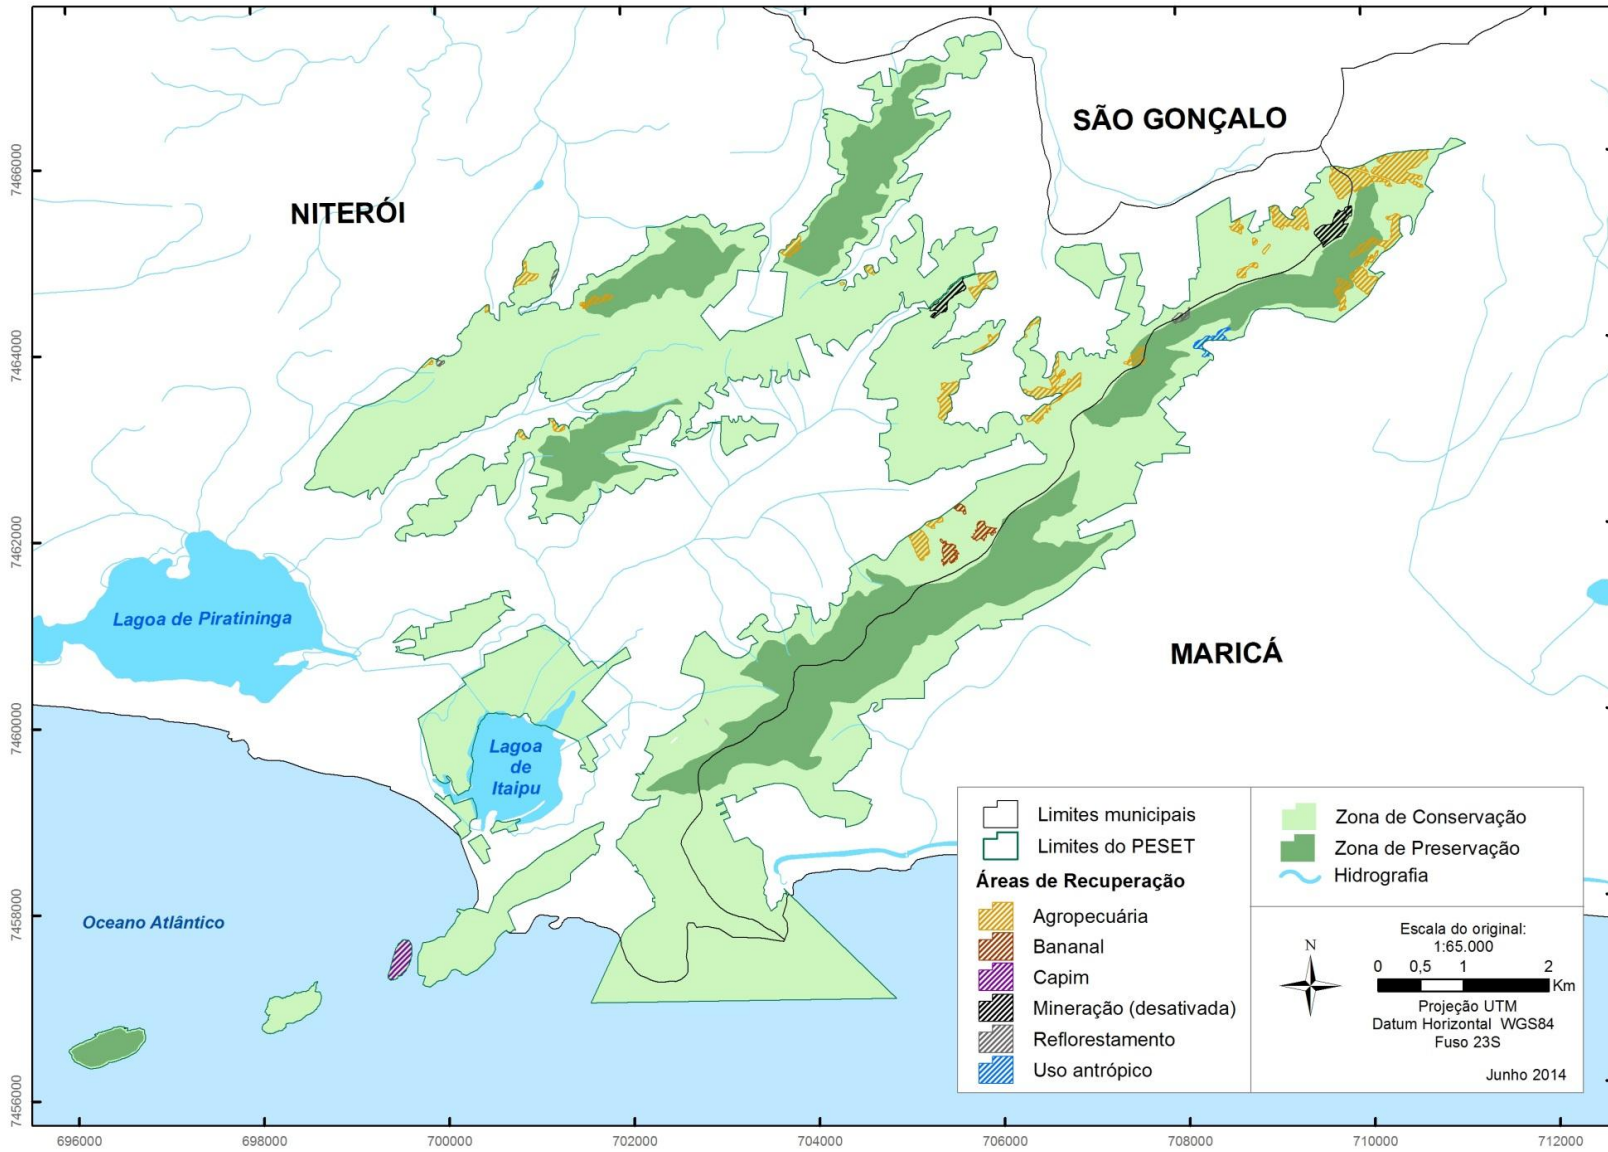 SÃO GONÇALO
NITERÓI
Lagoa de Piratininga
MARICÁ
Lagoa
de
Itaipu
Oceano Atlântico
Limites municipais
Limites do PESET
Áreas de Recuperação
Agropecuária
Bananal
Capim
Mineração (desativada)
Reflorestamento
Uso antrópico
Zona de Conservação
Zona de Preservação
Hidrografia
N
Escala do original:
1:65.000
0 0,5 1 2
Km
Projeção UTM
Datum Horizontal WGS84
Fuso 23S
Junho 2014
7466000
7464000
7462000
7460000
7458000
7456000
696000 698000 700000 702000 704000 706000 708000 710000 712000